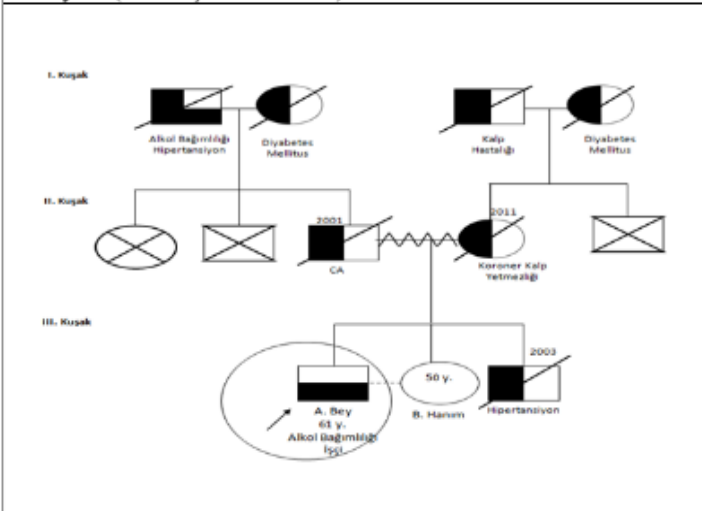 I. Kuşak
Alkol Bağımlılığı
Hipertansiyon
Diyabetes
Mellitus
Kalp
Hastalığı
Diyabetes
Mellitus
II. Kuşak
2001
2011
CA
Koroner Kalp
Yetmezliği
III. Kuşak
2003
50 y.
A. Bey
61 y.
Alkol Bağımlılığı
İşçi
B. Hanım
Hipertansiyon